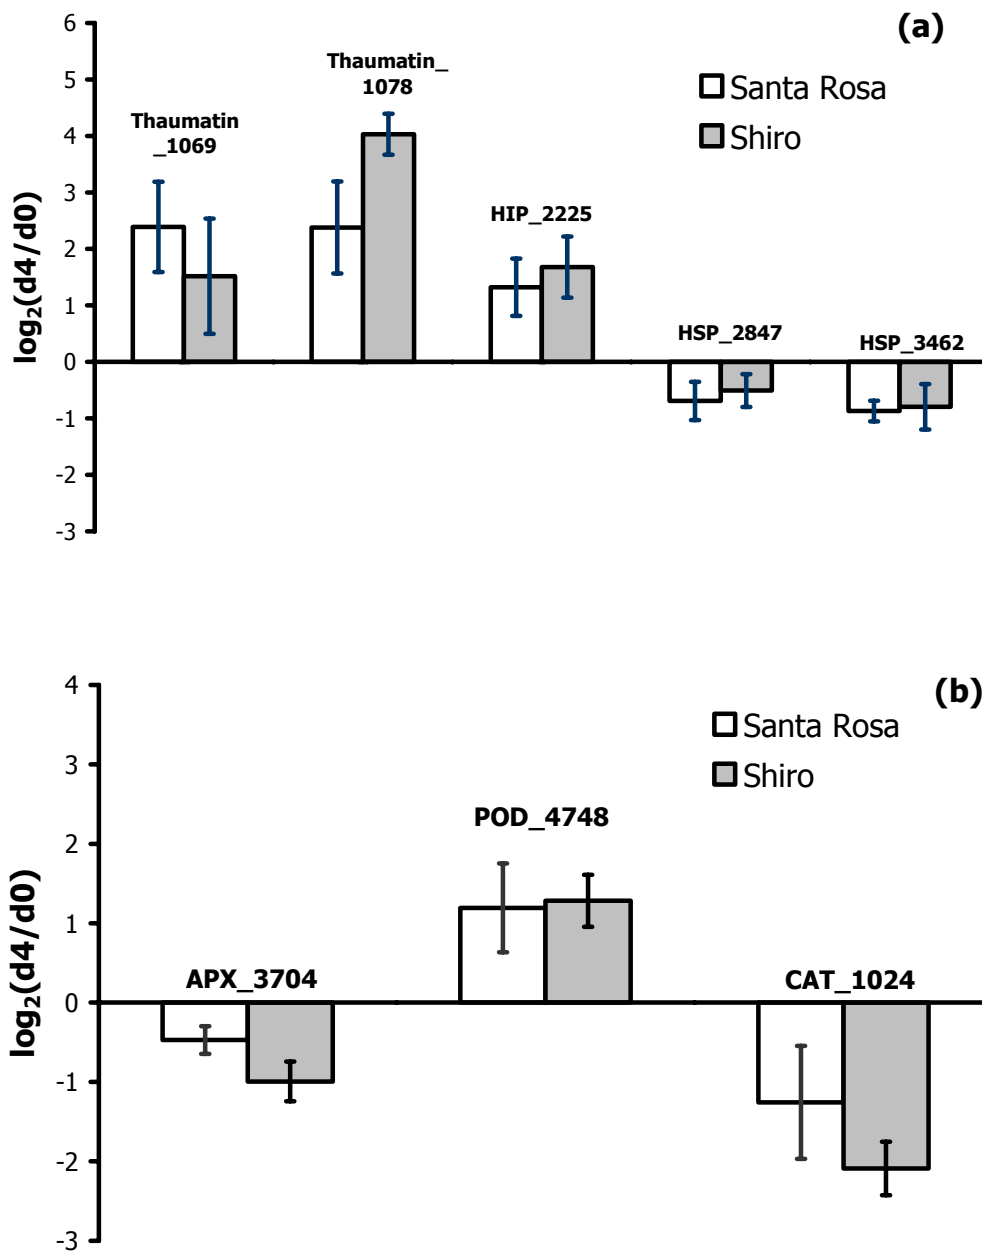 (a)
6
5
4
3
2
1
0
-1
-2
-3
log₂(d4/d0)
Thaumatin
_1069
Thaumatin_
1078
HIP_2225
HSP_2847
HSP_3462
Santa Rosa
Shiro
(b)
4
3
2
1
0
-1
-2
-3
log₂(d4/d0)
APX_3704
POD_4748
CAT_1024
Santa Rosa
Shiro